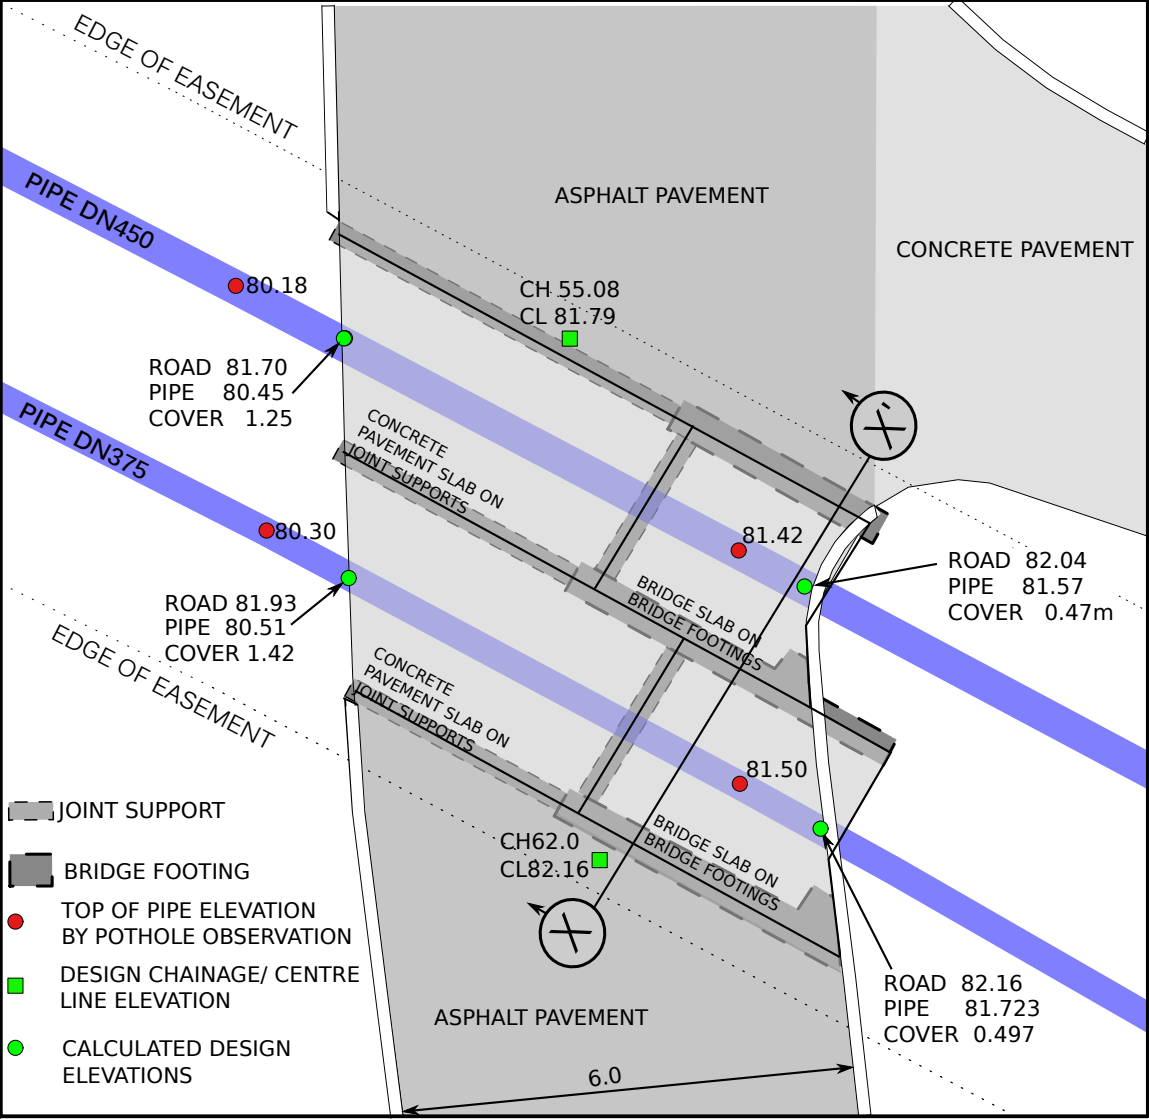 EDGE OF EASEMENT
ASPHALT PAVEMENT
PIPE DN450
CONCRETE PAVEMENT
80.18
CH 55.08
CL 81.79
ROAD 81.70
PIPE 80.45
COVER 1.25
X'
PIPE DN375
CONCRETE
PAVEMENT SLAB ON
JOINT SUPPORTS
80.30
81.42
ROAD 82.04
PIPE 81.57
COVER 0.47m
BRIDGE SLAB ON
BRIDGE FOOTINGS
ROAD 81.93
PIPE 80.51
COVER 1.42
EDGE OF EASEMENT
CONCRETE
PAVEMENT SLAB ON
JOINT SUPPORTS
81.50
BRIDGE SLAB ON
BRIDGE FOOTINGS
CH62.0
CL82.16
X
JOINT SUPPORT
BRIDGE FOOTING
TOP OF PIPE ELEVATION
BY POTHOLE OBSERVATION
DESIGN CHAINAGE/ CENTRE
LINE ELEVATION
CALCULATED DESIGN
ELEVATIONS
ROAD 82.16
PIPE 81.723
COVER 0.497
ASPHALT PAVEMENT
6.0